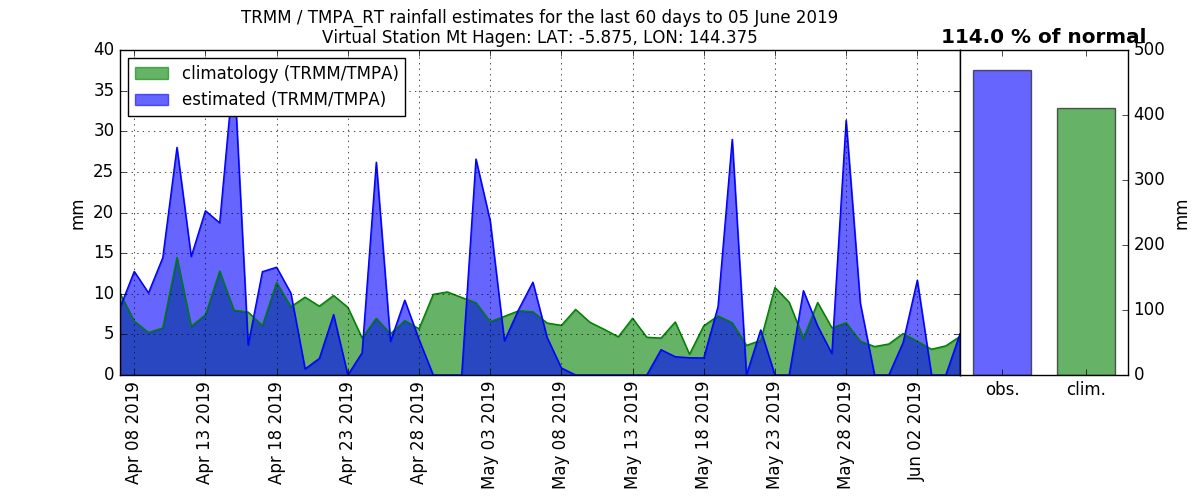 TRMM / TMPA_RT rainfall estimates for the last 60 days to 05 June 2019
Virtual Station Mt Hagen: LAT: -5.875, LON: 144.375
114.0 % of normal
climatology (TRMM/TMPA)
estimated (TRMM/TMPA)
mm
40
35
30
25
20
15
10
5
0
Apr 08 2019
Apr 13 2019
Apr 18 2019
Apr 23 2019
Apr 28 2019
May 03 2019
May 08 2019
May 13 2019
May 18 2019
May 23 2019
May 28 2019
Jun 02 2019
obs.
clim.
500
400
300
200
100
0
mm